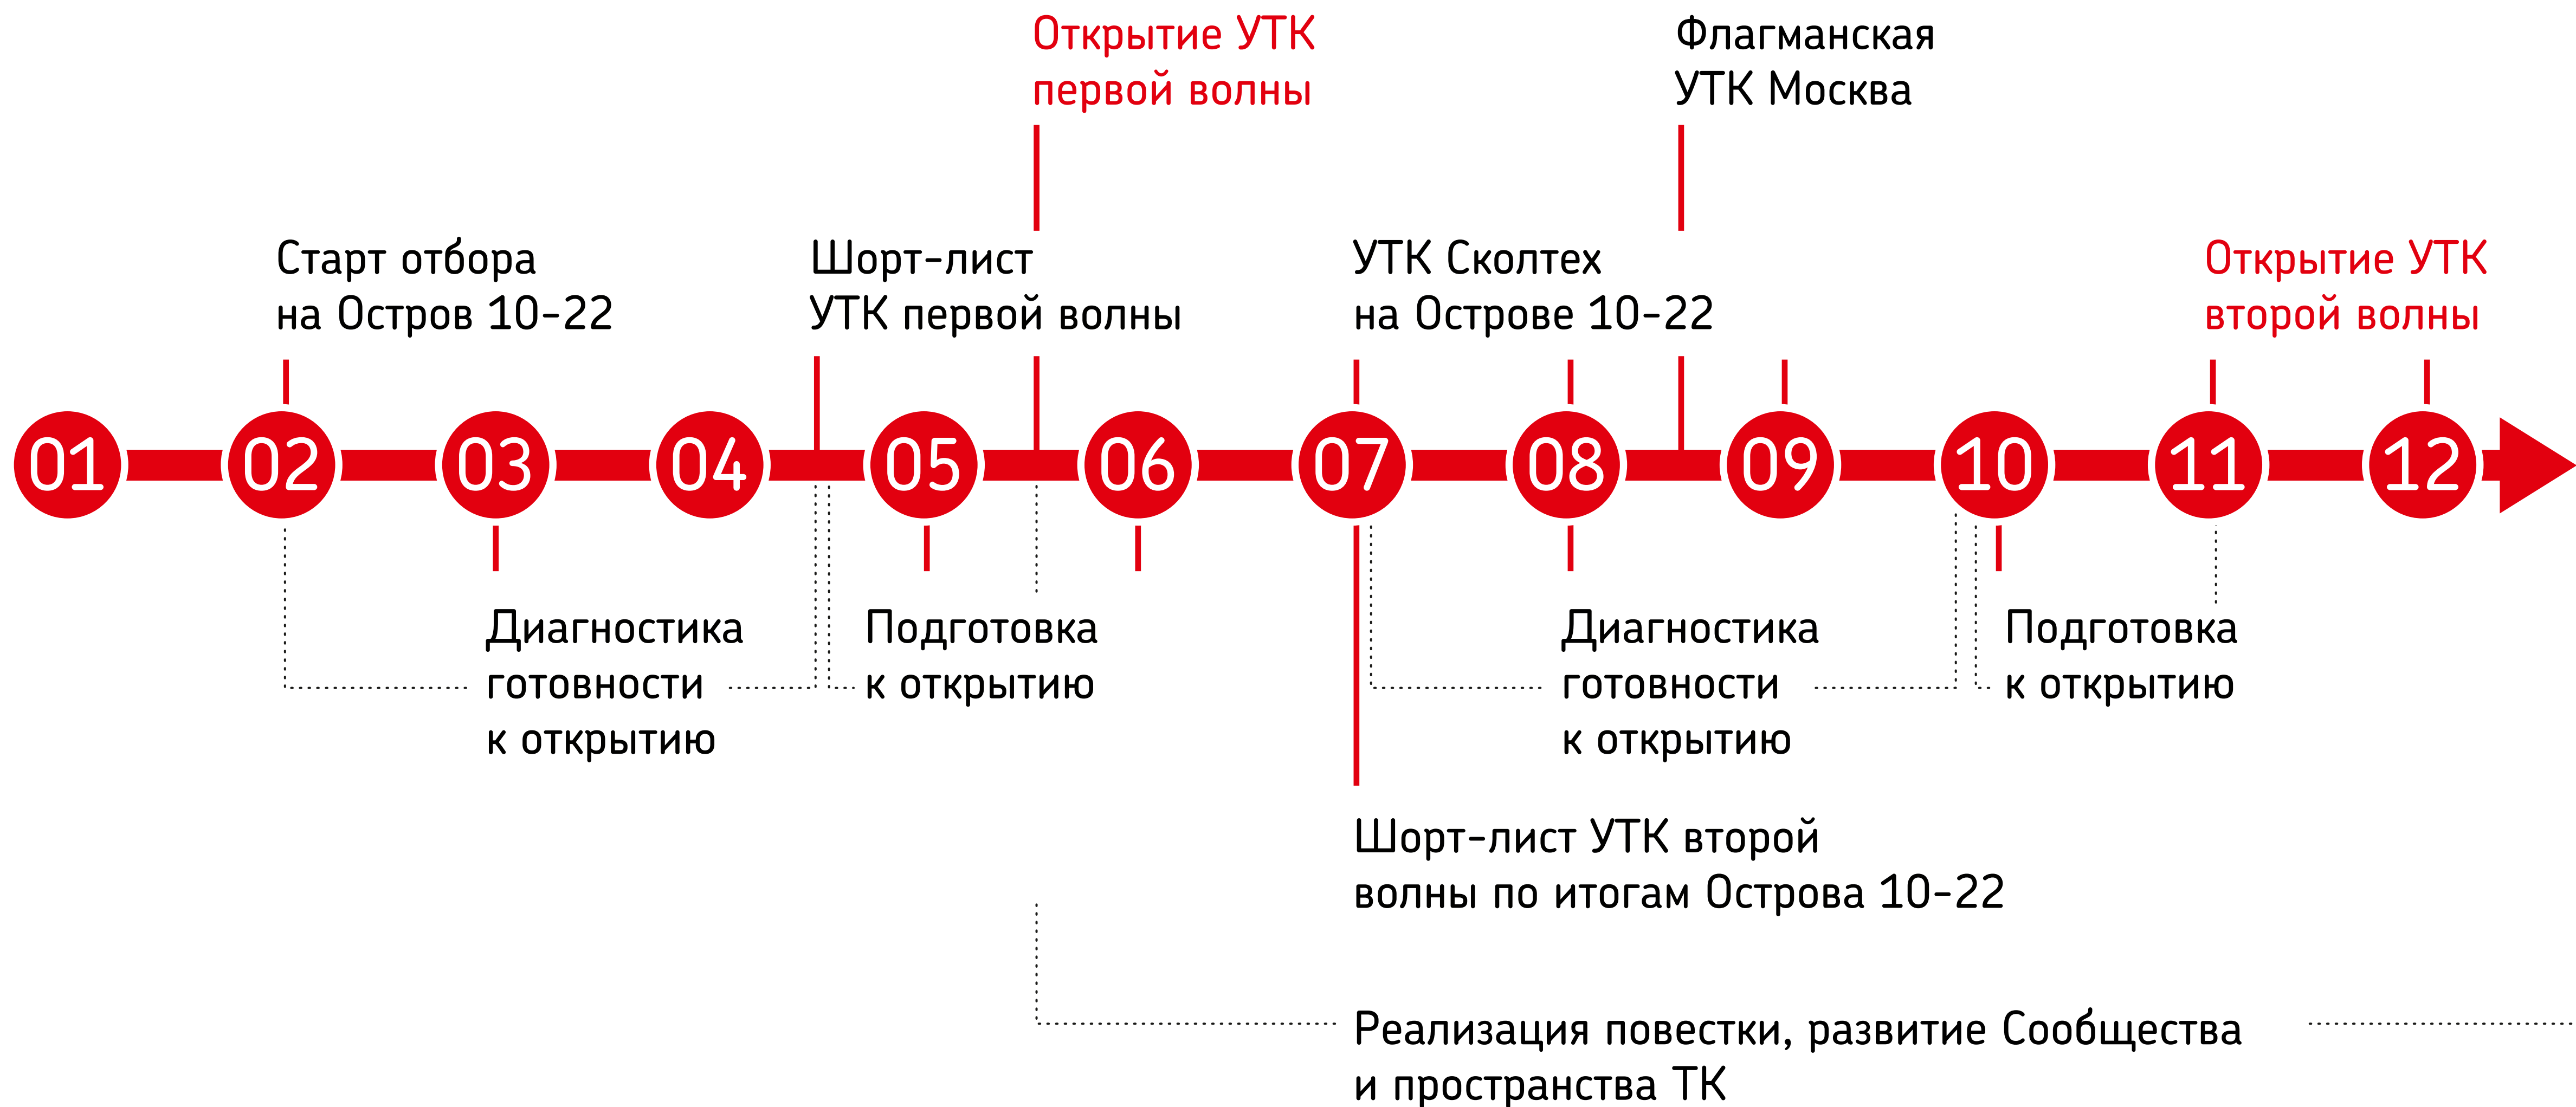 Открытие УТК
первой волны
Флагманская
УТК Москва
Старт отбора
на Остров 10-22
Шорт-лист
УТК первой волны
УТК Сколтех
на Острове 10-22
Открытие УТК
второй волны
01 02 03 04 05 06 07 08 09 10 11 12
Диагностика
готовности
к открытию
Подготовка
к открытию
Диагностика
готовности
к открытию
Подготовка
к открытию
Шорт-лист УТК второй
волны по итогам Острова 10-22
Реализация повестки, развитие Сообщества
и пространства ТК